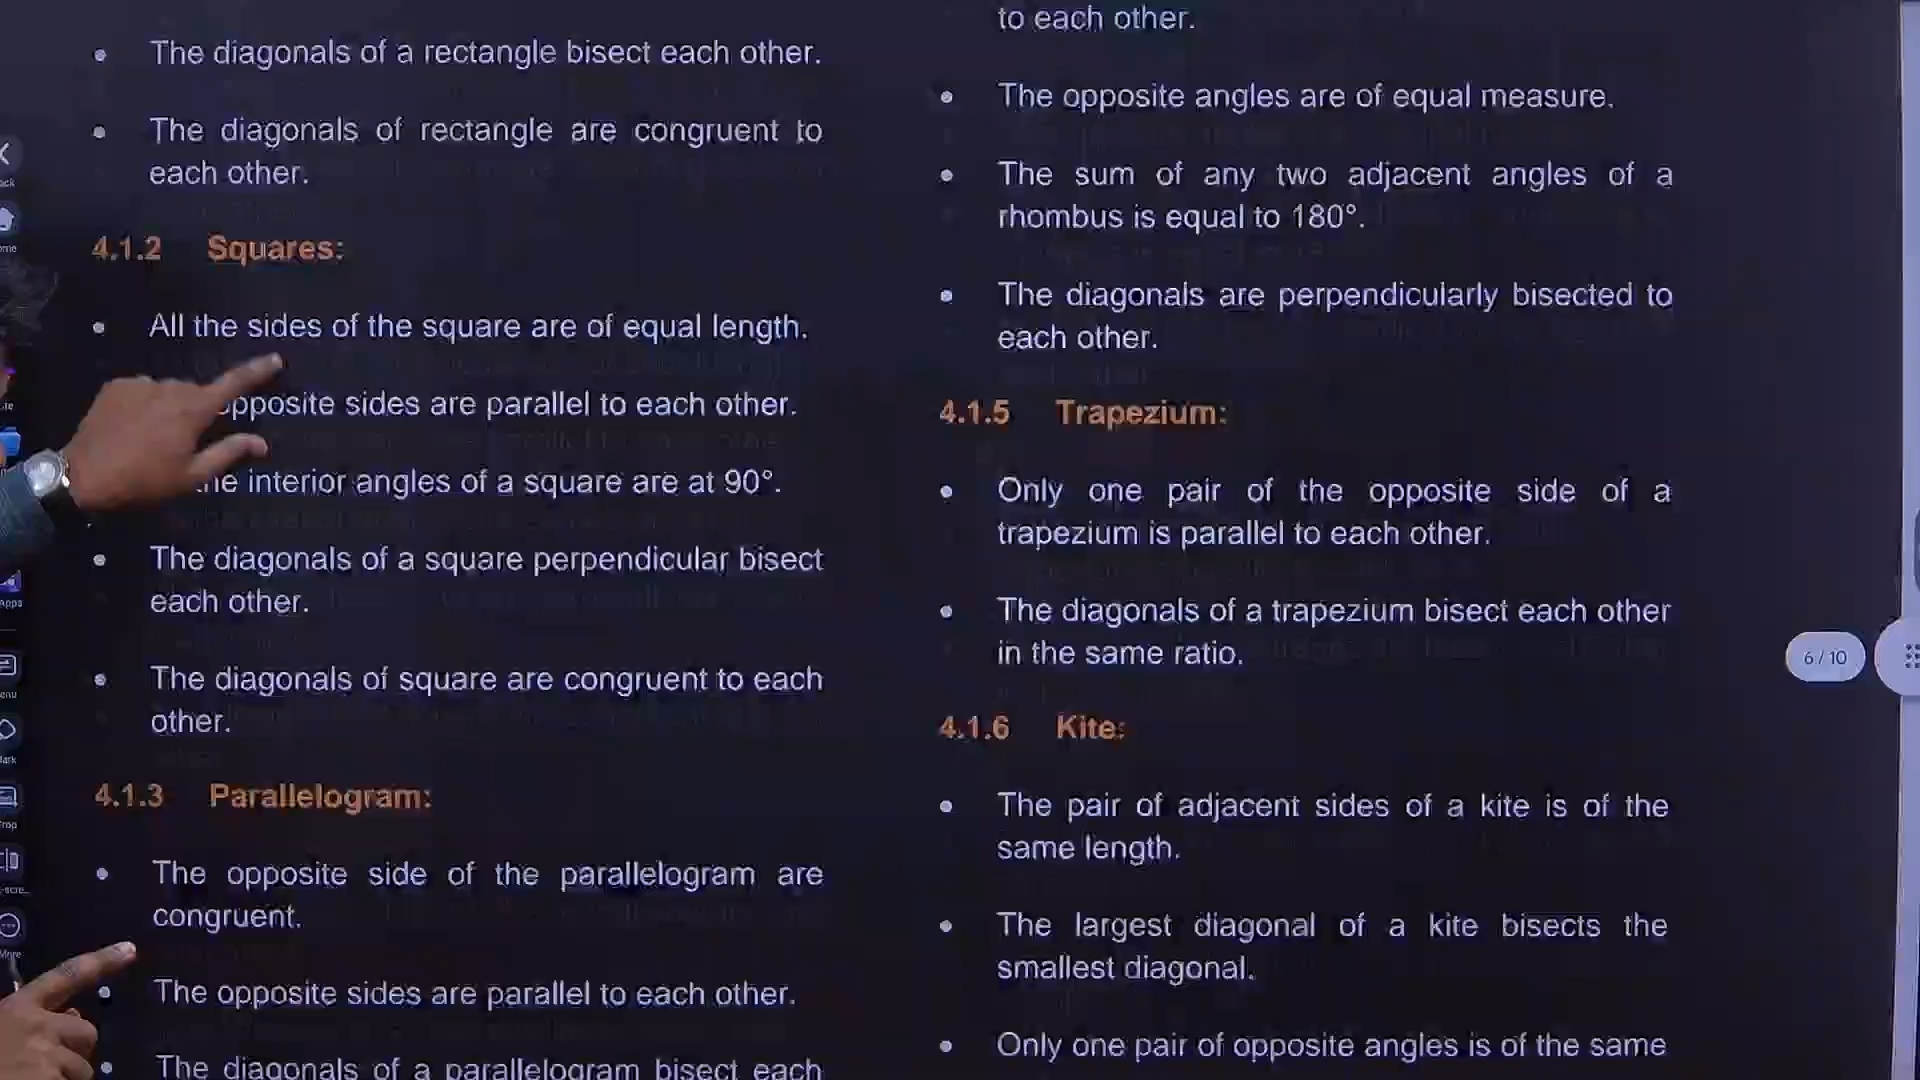 The diagonals of a rectangle bisect each other.
The diagonals of rectangle are congruent to
each other.
4.1.2 Squares:
All the sides of the square are of equal length.
opposite sides are parallel to each other.
interior angles of a square are at 90°.
The diagonals of a square perpendicular bisect
each other.
The diagonals of square are congruent to each
other.
4.1.3 Parallelogram:
The opposite side of the parallelogram are
congruent.
The opposite sides are parallel to each other.
The diagonals of a parallelogram bisect each
to each other.
The opposite angles are of equal measure.
The sum of any two adjacent angles of a
rhombus is equal to 180°.
The diagonals are perpendicularly bisected to
each other.
4.1.5 Trapezium:
Only one pair of the opposite side of a
trapezium is parallel to each other.
The diagonals of a trapezium bisect each other
in the same ratio.
4.1.6 Kite:
The pair of adjacent sides of a kite is of the
same length.
The largest diagonal of a kite bisects the
smallest diagonal.
Only one pair of opposite angles is of the same
6/10
Apps
More